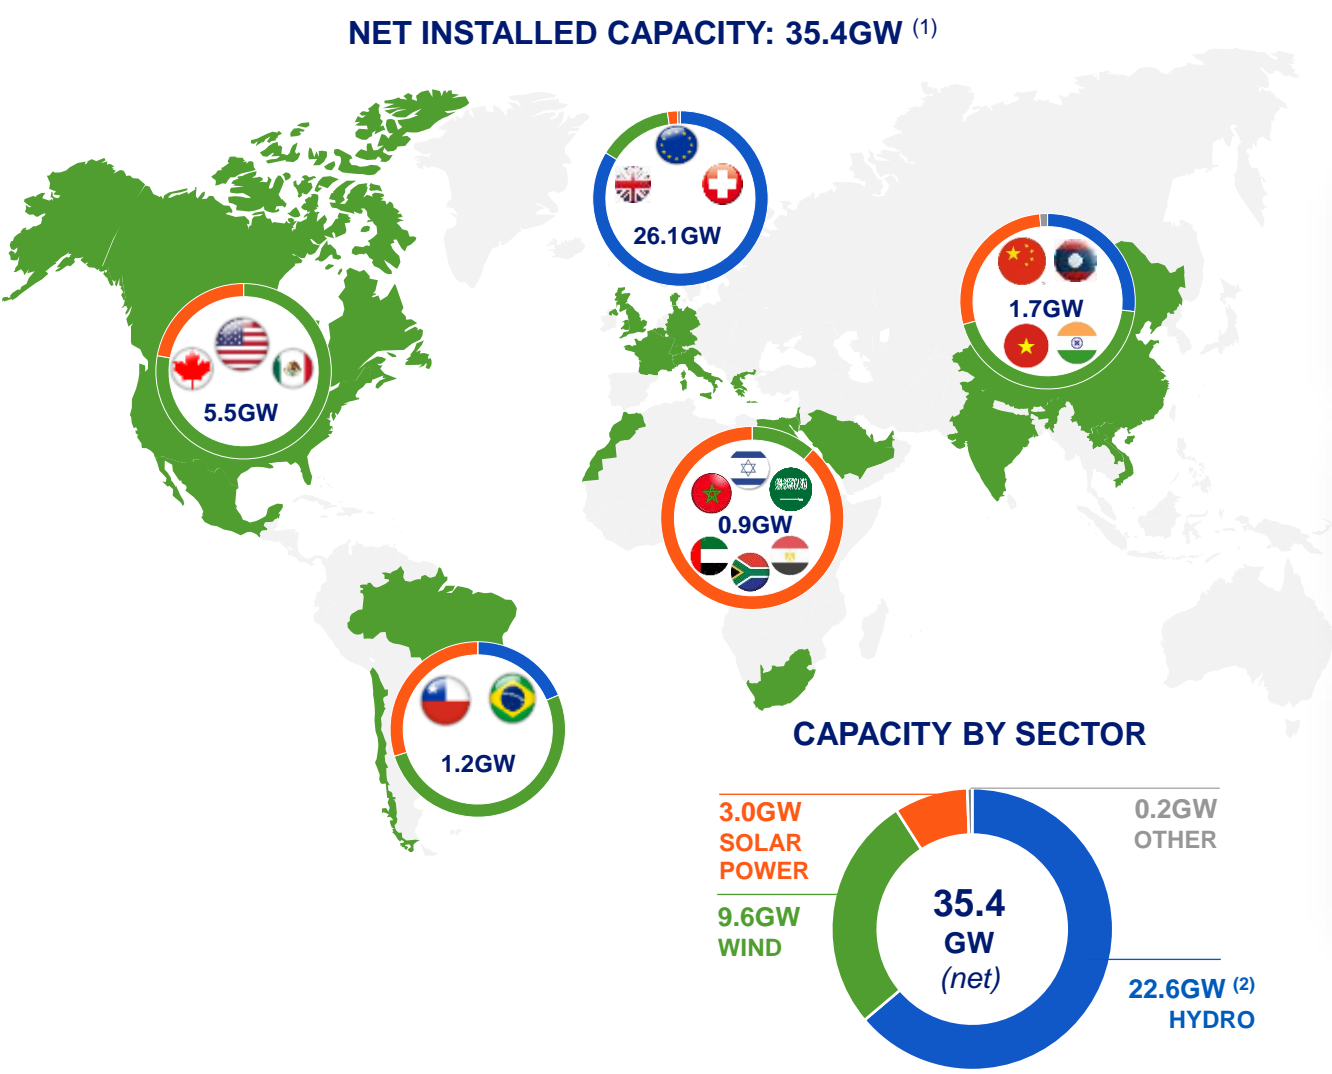 NET INSTALLED CAPACITY: 35.4GW (1)
26.1GW
1.7GW
5.5GW
0.9GW
1.2GW
CAPACITY BY SECTOR
3.0GW
SOLAR
POWER
0.2GW
OTHER
9.6GW
WIND
35.4
GW
(net)
22.6GW (2)
HYDRO